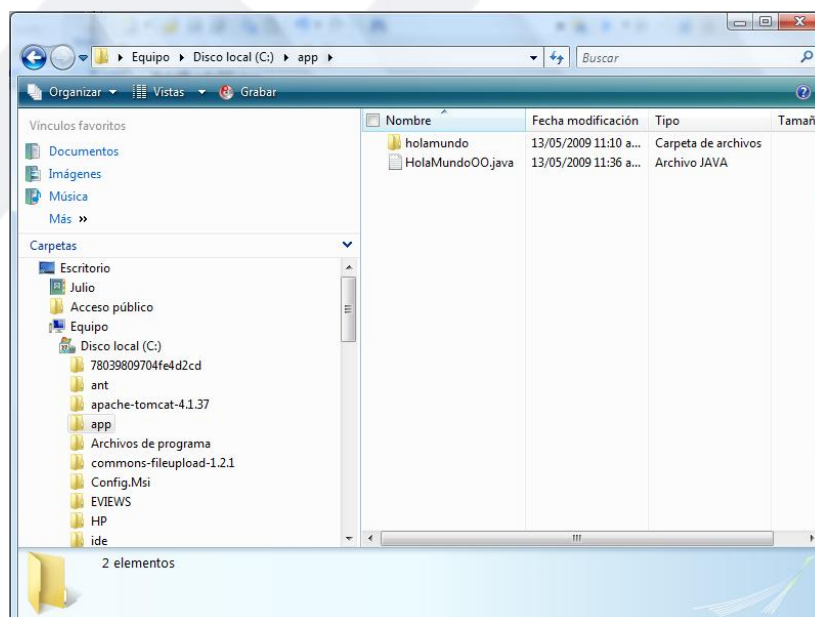 Equipo ▸ Disco local (C:) ▸ app ▸
Buscar
Organizar Vistas Grabar
Vínculos favoritos
Documentos
Imágenes
Música
Más »
Carpetas
Escritorio
Julio
Acceso público
Equipo
Disco local (C:)
78039809704fe4d2cd
ant
apache-tomcat-4.1.37
app
Archivos de programa
commons-fileupload-1.2.1
Config.Msi
EVIEWS
HP
ide
Nombre Fecha modificación Tipo Tamañ
holamundo 13/05/2009 11:10 a... Carpeta de archivos
HolaMundoOO.java 13/05/2009 11:36 a... Archivo JAVA
2 elementos